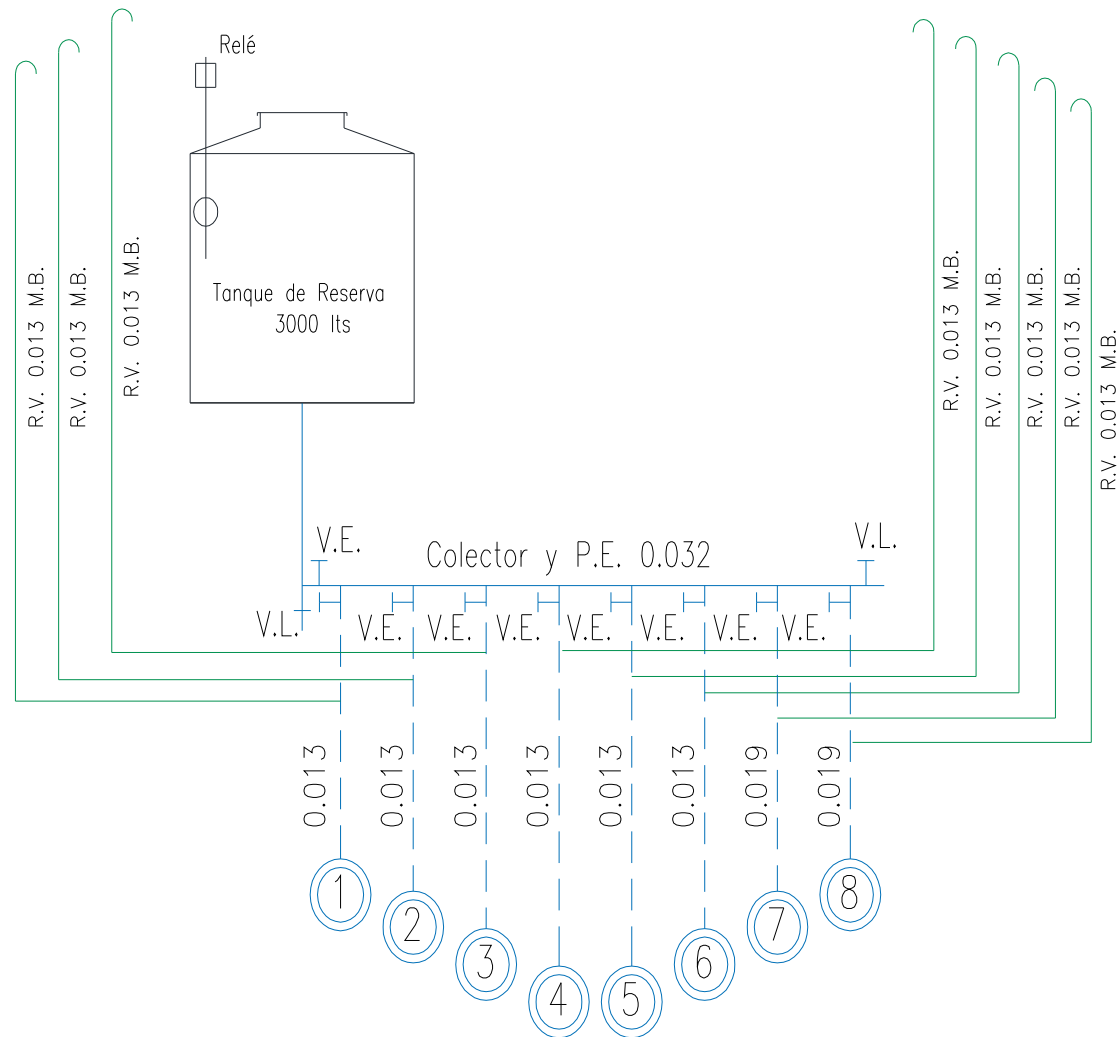 Relé
Tanque de Reserva
3000 lts
R.V. 0.013 M.B.
R.V. 0.013 M.B.
R.V. 0.013 M.B.
R.V. 0.013 M.B.
R.V. 0.013 M.B.
R.V. 0.013 M.B.
R.V. 0.013 M.B.
R.V. 0.013 M.B.
V.E.
Colector y P.E. 0.032
V.L.
V.L.
V.E.
V.E.
V.E.
V.E.
V.E.
V.E.
V.E.
0.013
0.013
0.013
0.013
0.013
0.013
0.019
0.019
1
2
3
4
5
6
7
8